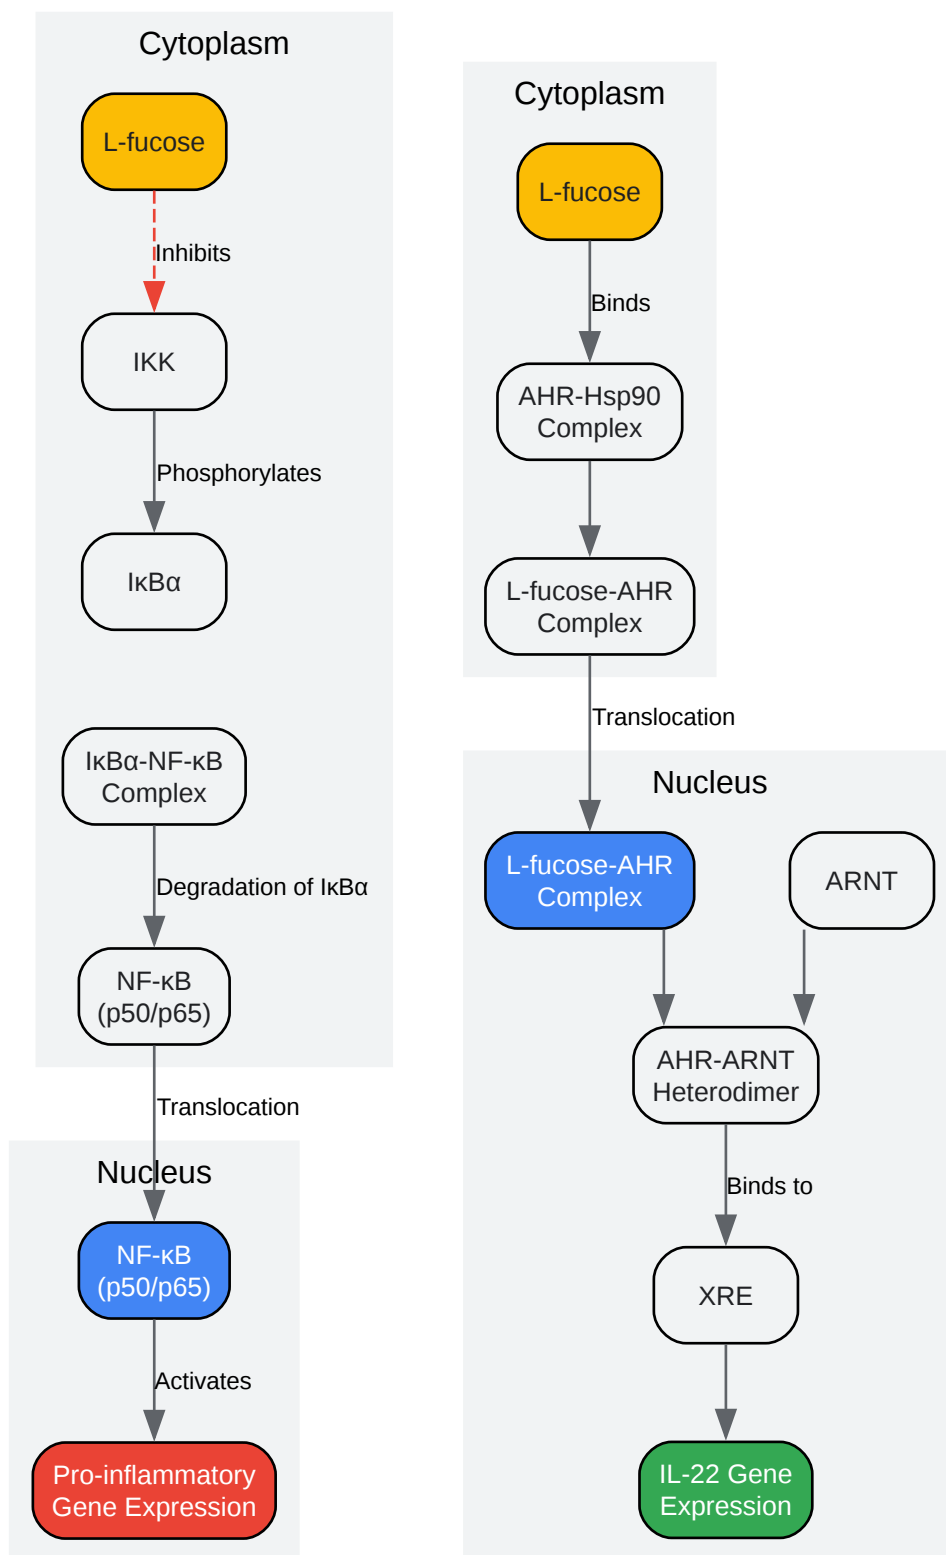 Cytoplasm
L-fucose
Inhibits
IKK
Phosphorylates
IκBα
IκBα-NF-κB
Complex
Degradation of IκBα
NF-κB
(p50/p65)
Translocation
Nucleus
NF-κB
(p50/p65)
Activates
Pro-inflammatory
Gene Expression
Cytoplasm
L-fucose
Binds
AHR-Hsp90
Complex
L-fucose-AHR
Complex
Translocation
Nucleus
L-fucose-AHR
Complex
ARNT
AHR-ARNT
Heterodimer
Binds to
XRE
IL-22 Gene
Expression